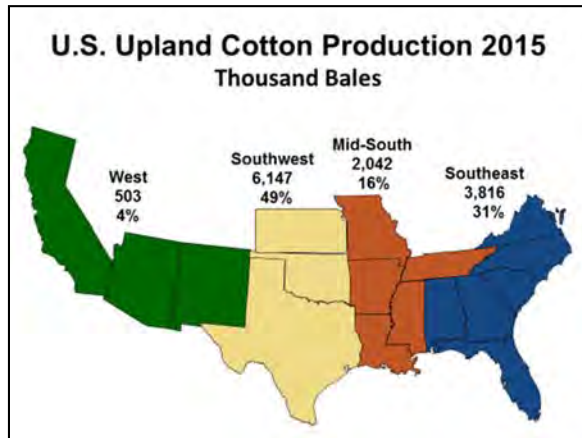 U.S. Upland Cotton Production 2015
Thousand Bales
West
503
4%
Southwest
6,147
49%
Mid-South
2,042
16%
Southeast
3,816
31%